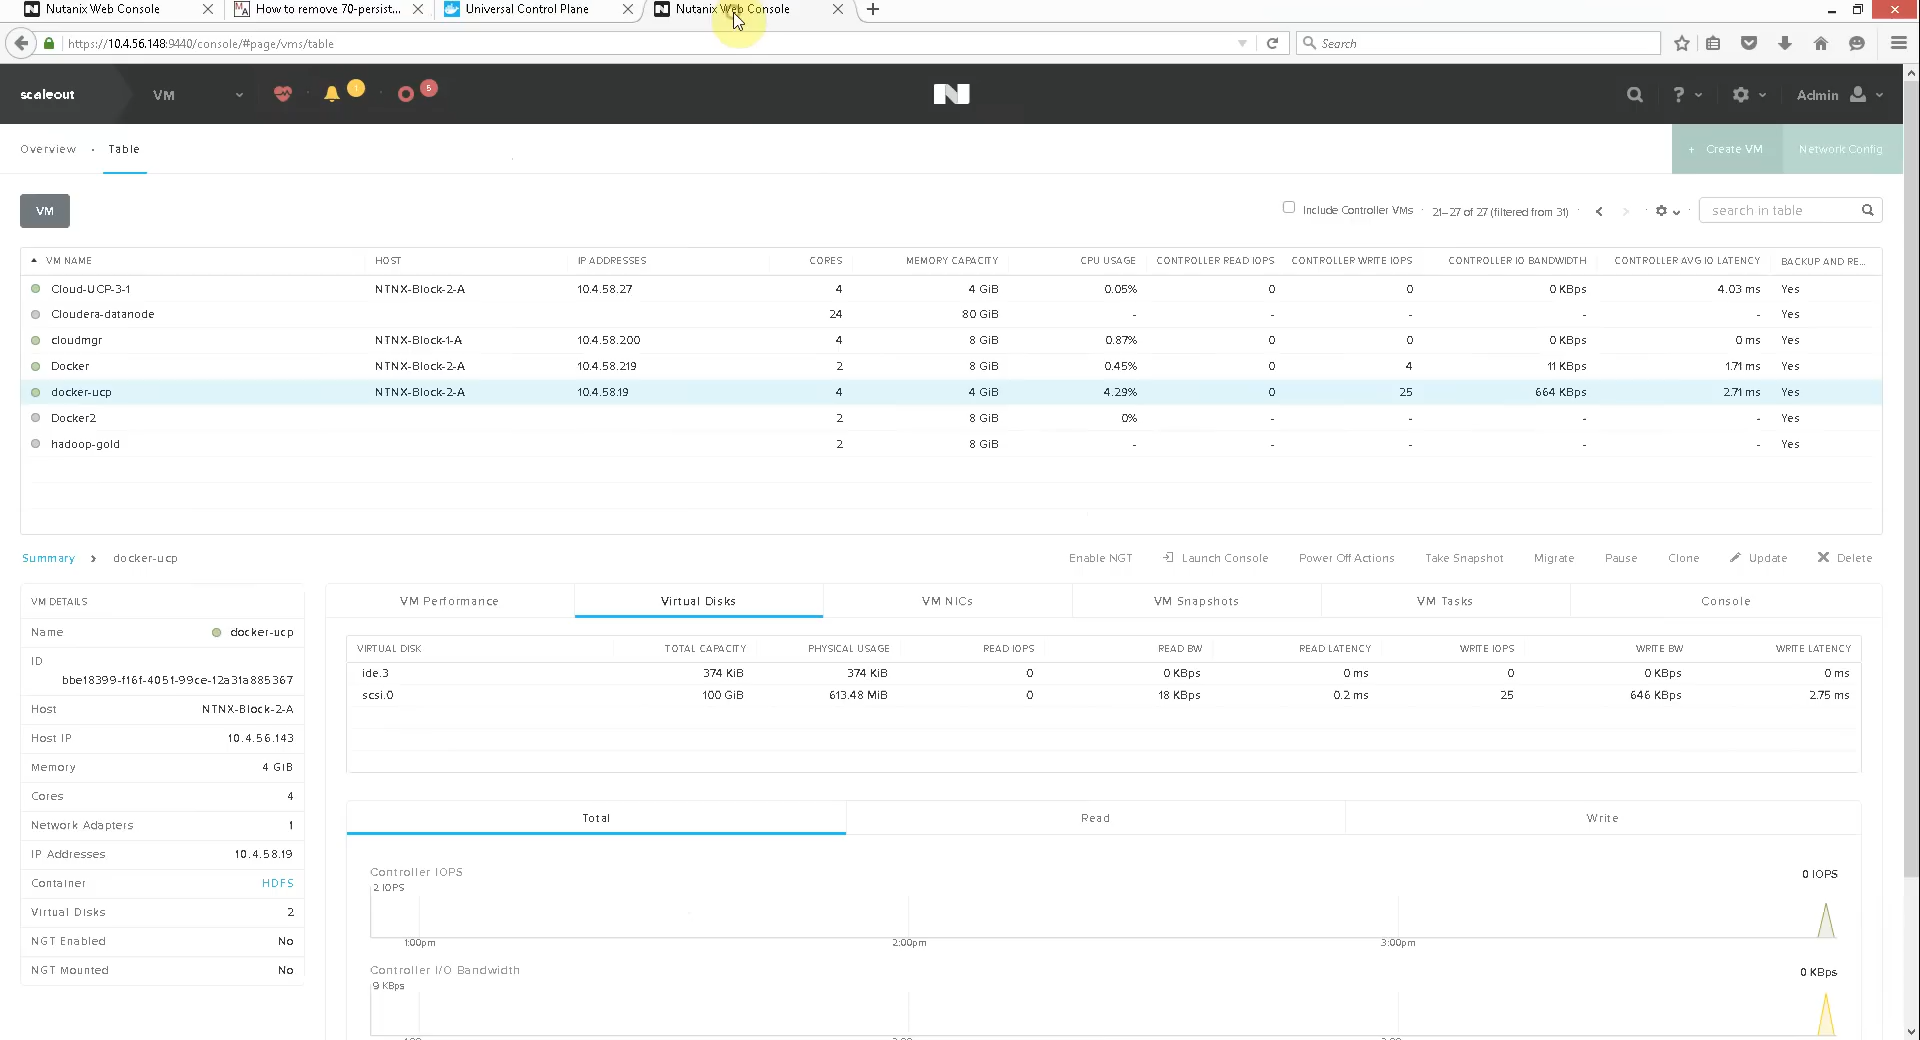 Nutanix Web Console
How to remove 70-persist...
Universal Control Plane
Nutanix Web Console
https://10.4.56.148:9440/console/#page/vms/table
Search
scaleout
VM
1
5
N
? 
Admin
Overview
Table
+ Create VM
Network Config
VM
Include Controller VMs
21–27 of 27 (filtered from 31)
search in table
VM NAME HOST IP ADDRESSES CORES MEMORY CAPACITY CPU USAGE CONTROLLER READ IOPS CONTROLLER WRITE IOPS CONTROLLER IO BANDWIDTH CONTROLLER AVG IO LATENCY BACKUP AND RE...
Cloud-UCP-3-1 NTNX-Block-2-A 10.4.58.27 4 4 GiB 0.05% 0 0 0 KBps 4.03 ms Yes
Cloudera-datanode 24 80 GiB - - - - - Yes
cloudmgr NTNX-Block-1-A 10.4.58.200 4 8 GiB 0.87% 0 0 0 KBps 0 ms Yes
Docker NTNX-Block-2-A 10.4.58.219 2 8 GiB 0.45% 0 4 11 KBps 1.71 ms Yes
docker-ucp NTNX-Block-2-A 10.4.58.19 4 4 GiB 4.29% 0 25 664 KBps 2.71 ms Yes
Docker2 2 8 GiB 0% - - - - Yes
hadoop-gold 2 8 GiB - - - - - Yes
Summary > docker-ucp
Enable NGT Launch Console Power Off Actions Take Snapshot Migrate Pause Clone Update Delete
VM DETAILS
Name docker-ucp
ID
bbe18399-f16f-4051-99ce-12a31a885367
Host NTNX-Block-2-A
Host IP 10.4.56.143
Memory 4 GiB
Cores 4
Network Adapters 1
IP Addresses 10.4.58.19
Container HDFS
Virtual Disks 2
NGT Enabled No
NGT Mounted No
VM Performance Virtual Disks VM NICs VM Snapshots VM Tasks Console
VIRTUAL DISK TOTAL CAPACITY PHYSICAL USAGE READ IOPS READ BW READ LATENCY WRITE IOPS WRITE BW WRITE LATENCY
ide.3 374 KiB 374 KiB 0 0 KBps 0 ms 0 0 KBps 0 ms
scsi.0 100 GiB 613.48 MiB 0 18 KBps 0.2 ms 25 646 KBps 2.75 ms
Total Read Write
Controller IOPS 0 IOPS
2 IOPS
1:00pm 2:00pm 3:00pm
Controller I/O Bandwidth 0 KBps
9 KBps